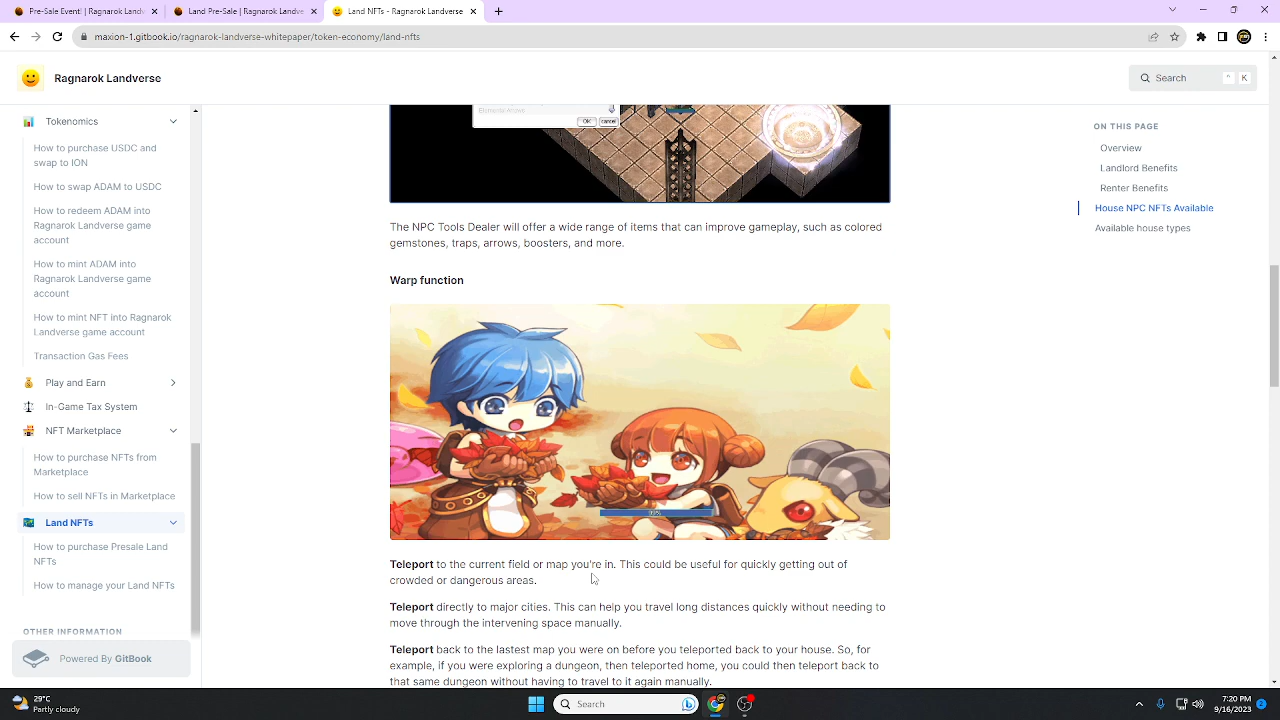 Pre-Sale Event | Ragnarok Landve
Land Pre-Sale | Ragnarok Landver
Land NFTs - Ragnarok Landverse
maxion-1.gitbook.io/ragnarok-landverse-whitepaper/token-economy/land-nfts
Ragnarok Landverse
Search
^
K
Tokenomics
How to purchase USDC and
swap to ION
How to swap ADAM to USDC
How to redeem ADAM into
Ragnarok Landverse game
account
How to mint ADAM into
Ragnarok Landverse game
account
How to mint NFT into Ragnarok
Landverse game account
Transaction Gas Fees
Play and Earn
In-Game Tax System
NFT Marketplace
How to purchase NFTs from
Marketplace
How to sell NFTs in Marketplace
Land NFTs
How to purchase Presale Land
NFTs
How to manage your Land NFTs
OTHER INFORMATION
Powered By GitBook
Elemental Arrows
OK
cancel
The NPC Tools Dealer will offer a wide range of items that can improve gameplay, such as colored
gemstones, traps, arrows, boosters, and more.
Warp function
99%
Teleport to the current field or map you're in. This could be useful for quickly getting out of
crowded or dangerous areas.
Teleport directly to major cities. This can help you travel long distances quickly without needing to
move through the intervening space manually.
Teleport back to the lastest map you were on before you teleported back to your house. So, for
example, if you were exploring a dungeon, then teleported home, you could then teleport back to
that same dungeon without having to travel to it again manually.
ON THIS PAGE
Overview
Landlord Benefits
Renter Benefits
House NPC NFTs Available
Available house types
29°C
Partly cloudy
Search
7:20 PM
9/16/2023
2